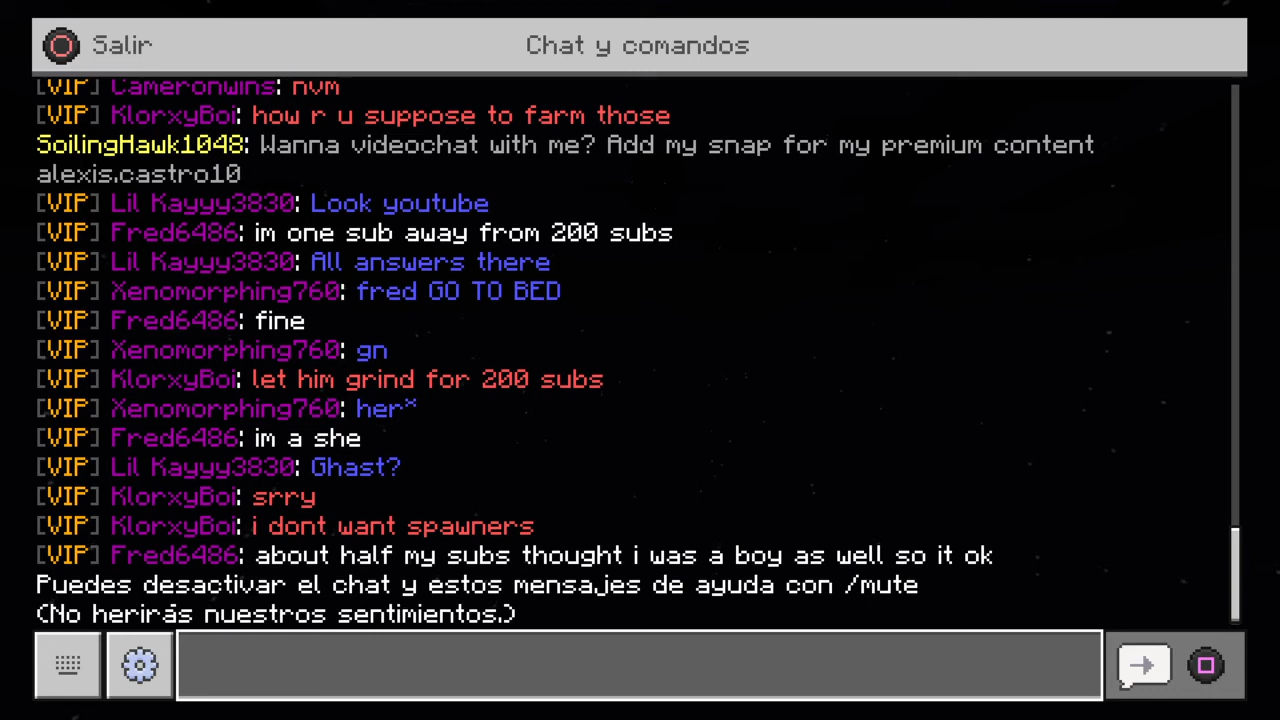 Salir
Chat y comandos
[VIP] Cameronwins: nvm
[VIP] KlorxyBoi: how r u suppose to farm those
SoilingHawk1048: Wanna videochat with me? Add my snap for my premium content
alexis.castro10
[VIP] Lil Kayyy3830: Look youtube
[VIP] Fred6486: im one sub away from 200 subs
[VIP] Lil Kayyy3830: All answers there
[VIP] Xenomorphing760: fred GO TO BED
[VIP] Fred6486: fine
[VIP] Xenomorphing760: gn
[VIP] KlorxyBoi: let him grind for 200 subs
[VIP] Xenomorphing760: her*
[VIP] Fred6486: im a she
[VIP] Lil Kayyy3830: Ghast?
[VIP] KlorxyBoi: srry
[VIP] KlorxyBoi: i dont want spawners
[VIP] Fred6486: about half my subs thought i was a boy as well so it ok
Puedes desactivar el chat y estos mensajes de ayuda con /mute
(No herirás nuestros sentimientos.)